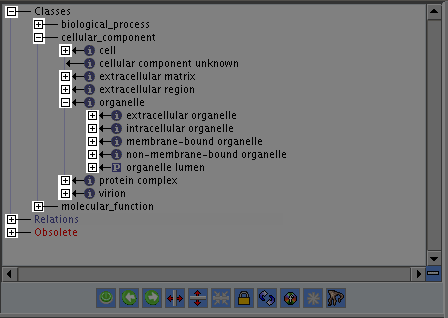 Classes
biological_process
cellular_component
cell
cellular component unknown
extracellular matrix
extracellular region
organelle
extracellular organelle
intracellular organelle
membrane-bound organelle
non-membrane-bound organelle
P organelle lumen
protein complex
virion
molecular_function
Relations
Obsolete